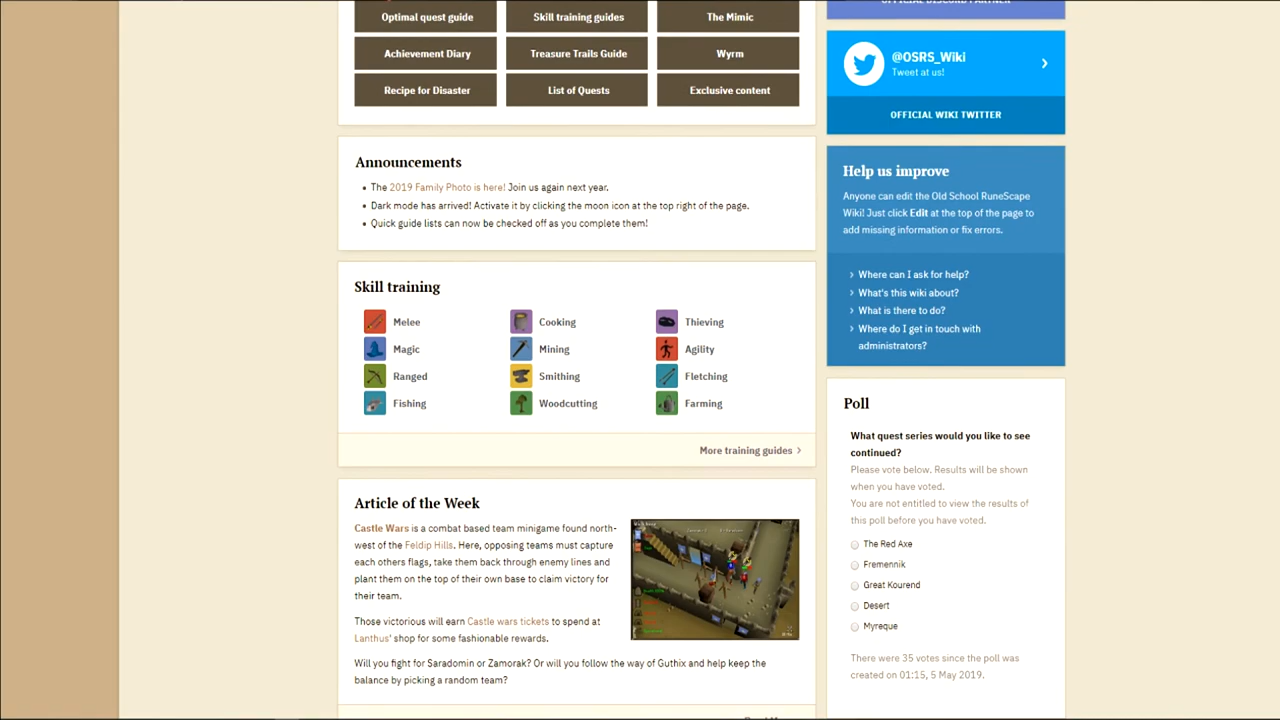 Optimal quest guide
Skill training guides
The Mimic
Achievement Diary
Treasure Trails Guide
Wyrm
Recipe for Disaster
List of Quests
Exclusive content
Announcements
The 2019 Family Photo is here! Join us again next year.
Dark mode has arrived! Activate it by clicking the moon icon at the top right of the page.
Quick guide lists can now be checked off as you complete them!
Skill training
Melee
Cooking
Thieving
Magic
Mining
Agility
Ranged
Smithing
Fletching
Fishing
Woodcutting
Farming
More training guides
Article of the Week
Castle Wars is a combat based team minigame found north-
west of the Feldip Hills. Here, opposing teams must capture
each others flags, take them back through enemy lines and
plant them on the top of their own base to claim victory for
their team.
Those victorious will earn Castle wars tickets to spend at
Lanthus' shop for some fashionable rewards.
Will you fight for Saradomin or Zamorak? Or will you follow the way of Guthix and help keep the
balance by picking a random team?
OFFICIAL DISCORD PARTNER
@OSRS_Wiki
Tweet at us!
OFFICIAL WIKI TWITTER
Help us improve
Anyone can edit the Old School RuneScape
Wiki! Just click Edit at the top of the page to
add missing information or fix errors.
Where can I ask for help?
What's this wiki about?
What is there to do?
Where do I get in touch with
administrators?
Poll
What quest series would you like to see
continued?
Please vote below. Results will be shown
when you have voted.
You are not entitled to view the results of
this poll before you have voted.
The Red Axe
Fremennik
Great Kourend
Desert
Myreque
There were 35 votes since the poll was
created on 01:15, 5 May 2019.